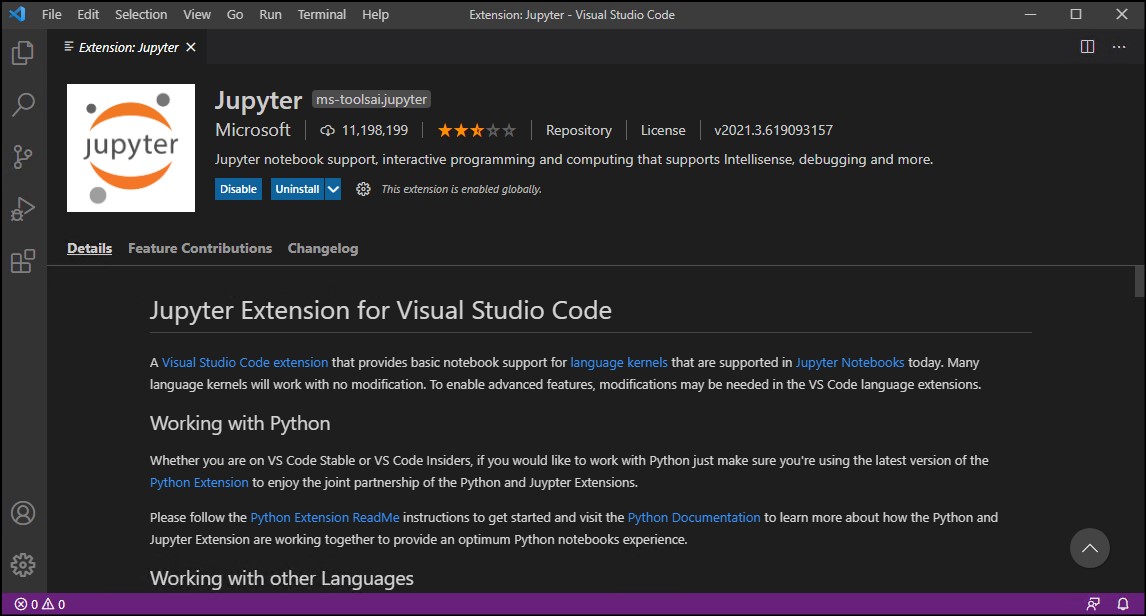 File Edit Selection View Go Run Terminal Help Extension: Jupyter - Visual Studio Code
Extension: Jupyter
jupyter
Jupyter ms-toolsai.jupyter
Microsoft 11,198,199 Repository License v2021.3.619093157
Jupyter notebook support, interactive programming and computing that supports Intellisense, debugging and more.
Disable Uninstall This extension is enabled globally.
Details Feature Contributions Changelog
Jupyter Extension for Visual Studio Code
A Visual Studio Code extension that provides basic notebook support for language kernels that are supported in Jupyter Notebooks today. Many
language kernels will work with no modification. To enable advanced features, modifications may be needed in the VS Code language extensions.
Working with Python
Whether you are on VS Code Stable or VS Code Insiders, if you would like to work with Python just make sure you're using the latest version of the
Python Extension to enjoy the joint partnership of the Python and Juypter Extensions.
Please follow the Python Extension ReadMe instructions to get started and visit the Python Documentation to learn more about how the Python and
Jupyter Extension are working together to provide an optimum Python notebooks experience.
Working with other Languages
0 0